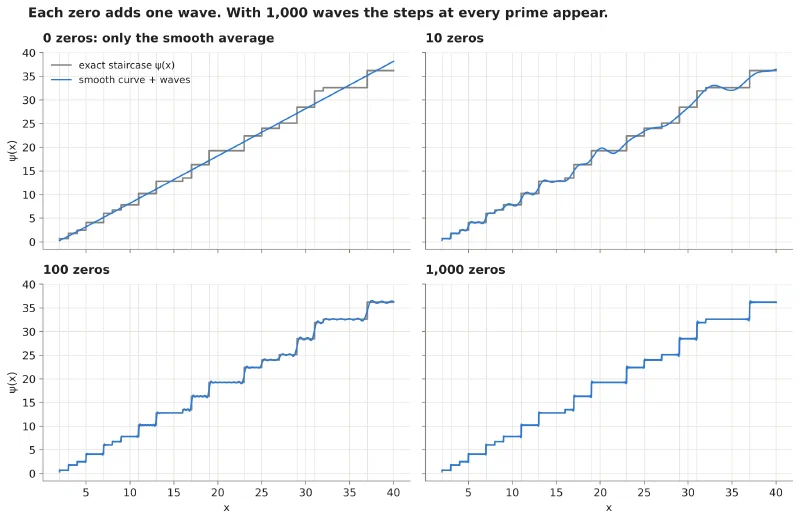 Each zero adds one wave. With 1,000 waves the steps at every prime appear.
0 zeros: only the smooth average
10 zeros
exact staircase ψ(x)
smooth curve + waves
ψ(x)
40
35
30
25
20
15
10
5
0
100 zeros
1,000 zeros
ψ(x)
40
35
30
25
20
15
10
5
0
5 10 15 20 25 30 35 40
5 10 15 20 25 30 35 40
x
x